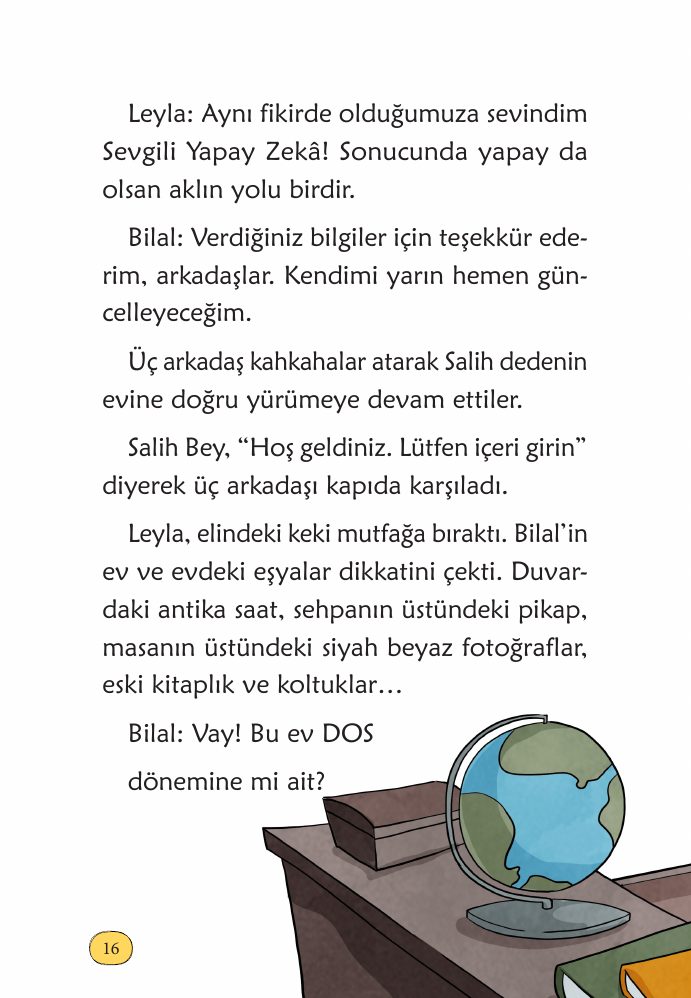 Leyla: Aynı fikirde olduğumuza sevindim
Sevgili Yapay Zekâ! Sonucunda yapay da
olsan aklın yolu birdir.
Bilal: Verdiğiniz bilgiler için teşekkür ede-
rim, arkadaşlar. Kendimi yarın hemen gün-
celleyeceğim.
Üç arkadaş kahkahalar atarak Salih dedenin
evine doğru yürümeye devam ettiler.
Salih Bey, “Hoş geldiniz. Lütfen içeri girin”
diyerek üç arkadaşı kapıda karşıladı.
Leyla, elindeki keki mutfağa bıraktı. Bilal’in
ev ve evdeki eşyalar dikkatini çekti. Duvar-
daki antika saat, sehpanın üstündeki pikap,
masanın üstündeki siyah beyaz fotoğraflar,
eski kitaplık ve koltuklar…
Bilal: Vay! Bu ev DOS
dönemine mi ait?
16